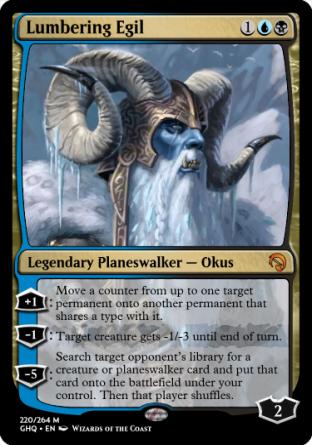 Lumbering Egil 1
Legendary Planeswalker — Okus
+1: Move a counter from up to one target
permanent onto another permanent that
shares a type with it.
-1: Target creature gets -1/-3 until end of turn.
-5: Search target opponent's library for a
creature or planeswalker card and put that
card onto the battlefield under your
control. Then that player shuffles.
2
220/264 M
GHQ • EN Wizards of the Coast